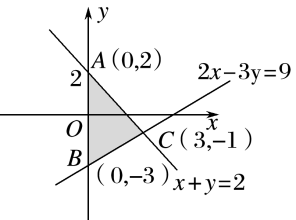 y
A(0,2)
2
2x−3y=9
O
x
C(3,−1)
B
(0,−3)
x+y=2